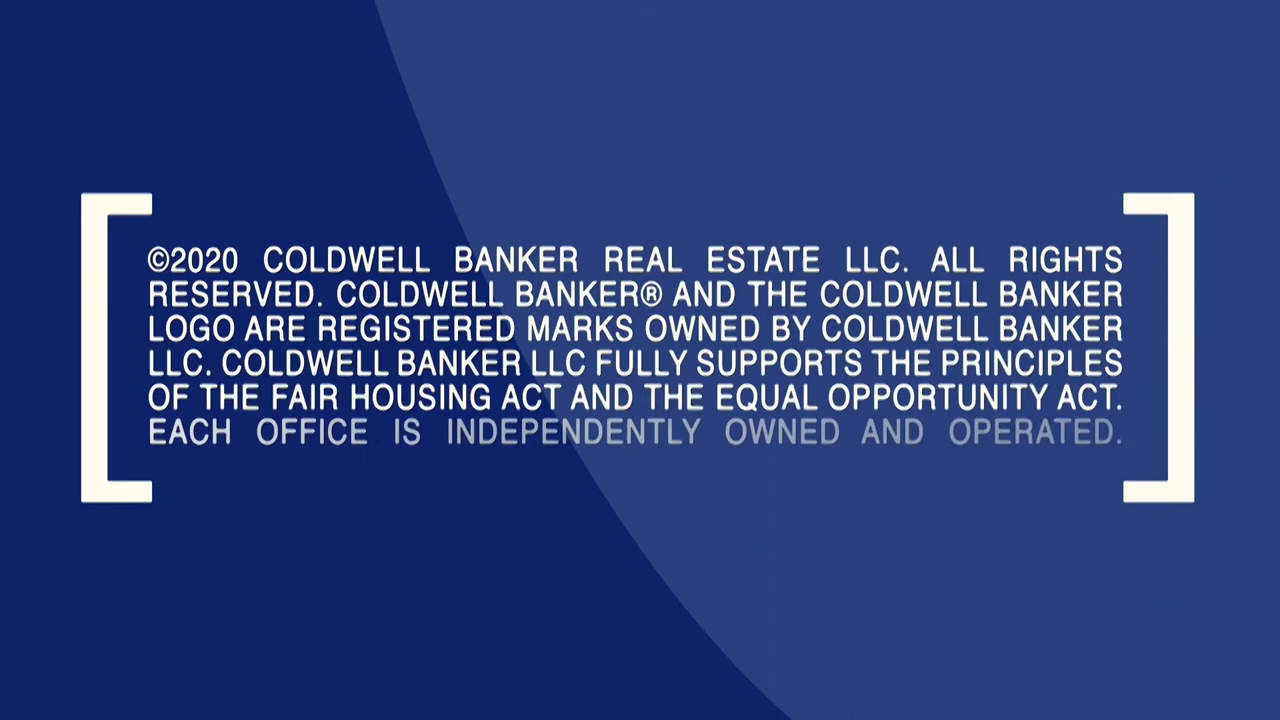 ©2020 COLDWELL BANKER REAL ESTATE LLC. ALL RIGHTS
RESERVED. COLDWELL BANKER® AND THE COLDWELL BANKER
LOGO ARE REGISTERED MARKS OWNED BY COLDWELL BANKER
LLC. COLDWELL BANKER LLC FULLY SUPPORTS THE PRINCIPLES
OF THE FAIR HOUSING ACT AND THE EQUAL OPPORTUNITY ACT.
EACH OFFICE IS INDEPENDENTLY OWNED AND OPERATED.